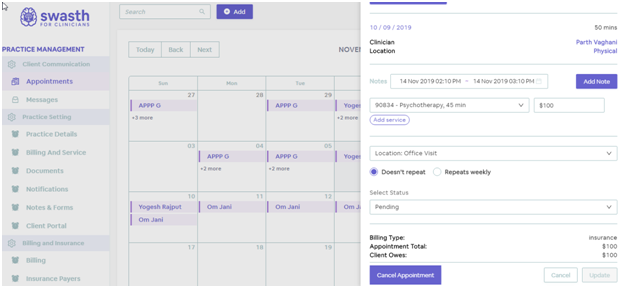 swasth
FOR CLINICIANS
PRACTICE MANAGEMENT
Client Communication
Appointments
Messages
Practice Setting
Practice Details
Billing And Service
Documents
Notifications
Notes & Forms
Client Portal
Billing and Insurance
Billing
Insurance Payers
Search
Add
Today Back Next
NOVEM
Sun Mon Tue
27 28 29
APPP G APPP G Yoges
+3 more +2 more
03 04 05
APPP G APPP G Yoges
+2 more +2 more
10 11 12
Yogesh Rajput Om Jani Om Jani Om J
Om Jani
17 18 19
10 / 09 / 2019 50 mins
Clinician Parth Vaghani
Location Physical
Notes 14 Nov 2019 02:10 PM ~ 14 Nov 2019 03:10 PM Add Note
90834 - Psychotherapy, 45 min $100
Add service
Location: Office Visit
Doesn't repeat Repeats weekly
Select Status
Pending
Billing Type: insurance
Appointment Total: $100
Client Owes: $100
Cancel Appointment Cancel Update